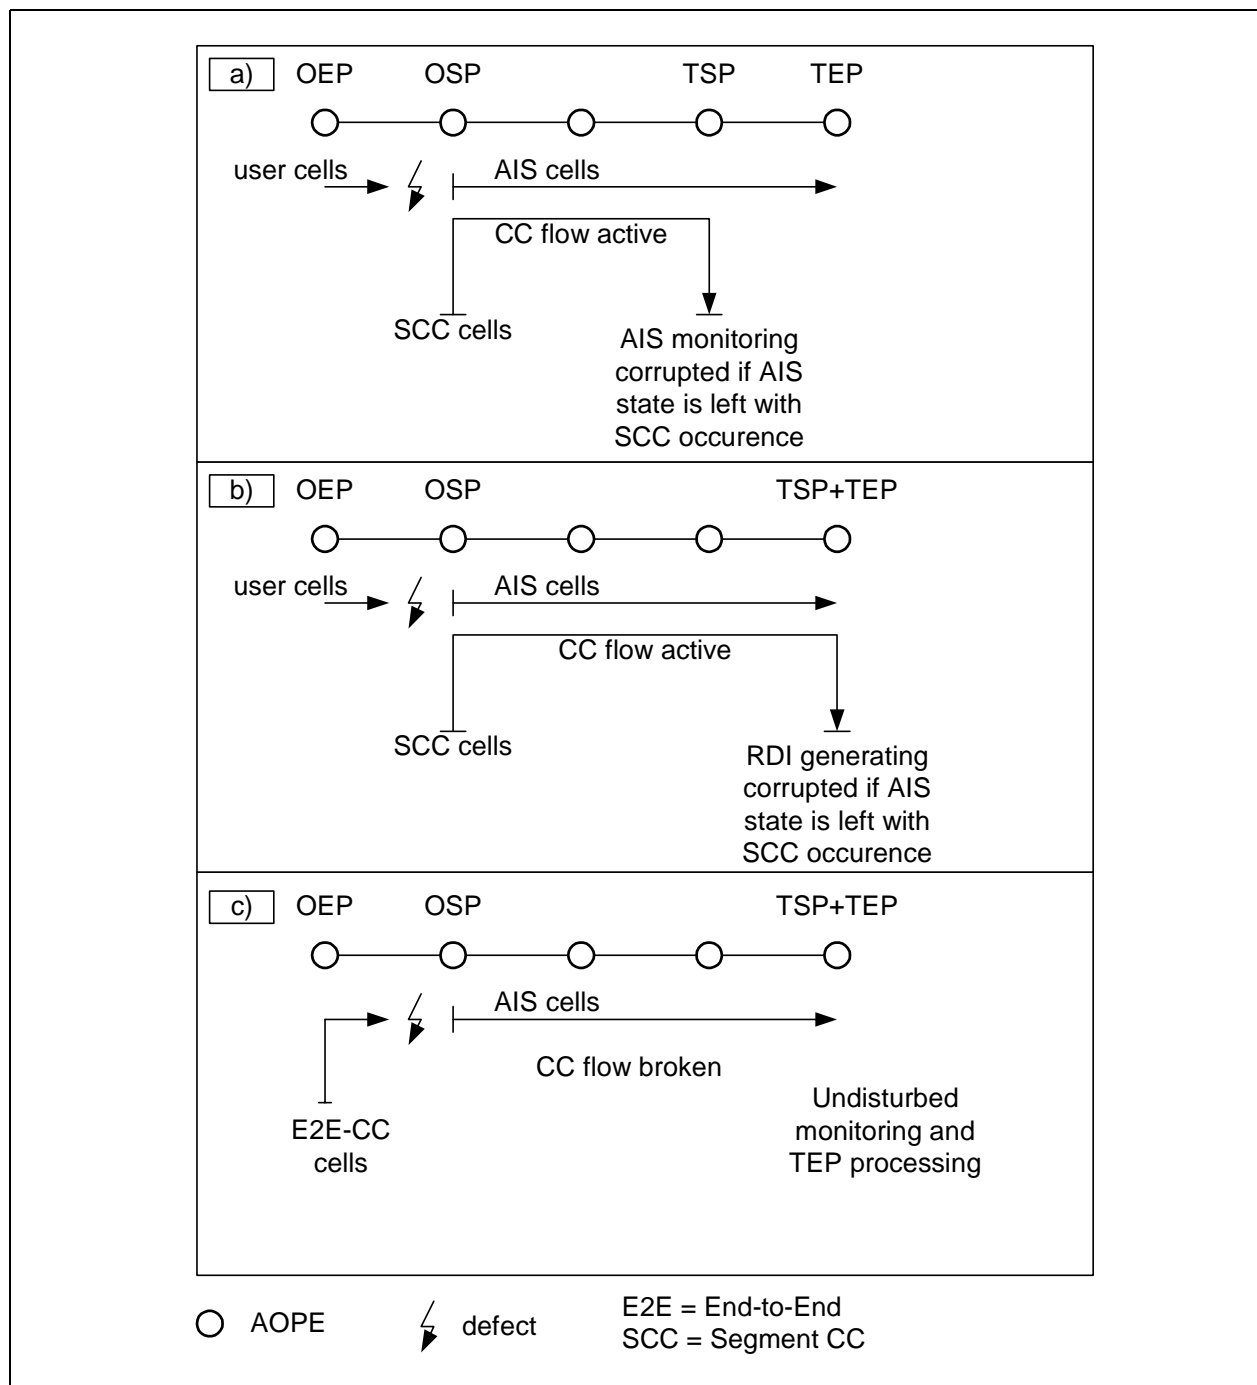 a) OEP OSP TSP TEP
user cells AIS cells
CC flow active
SCC cells
AIS monitoring
corrupted if AIS
state is left with
SCC occurence
b) OEP OSP TSP+TEP
user cells AIS cells
CC flow active
SCC cells
RDI generating
corrupted if AIS
state is left with
SCC occurence
c) OEP OSP TSP+TEP
AIS cells
CC flow broken
E2E-CC
cells
Undisturbed
monitoring and
TEP processing
AOPE defect
E2E = End-to-End
SCC = Segment CC